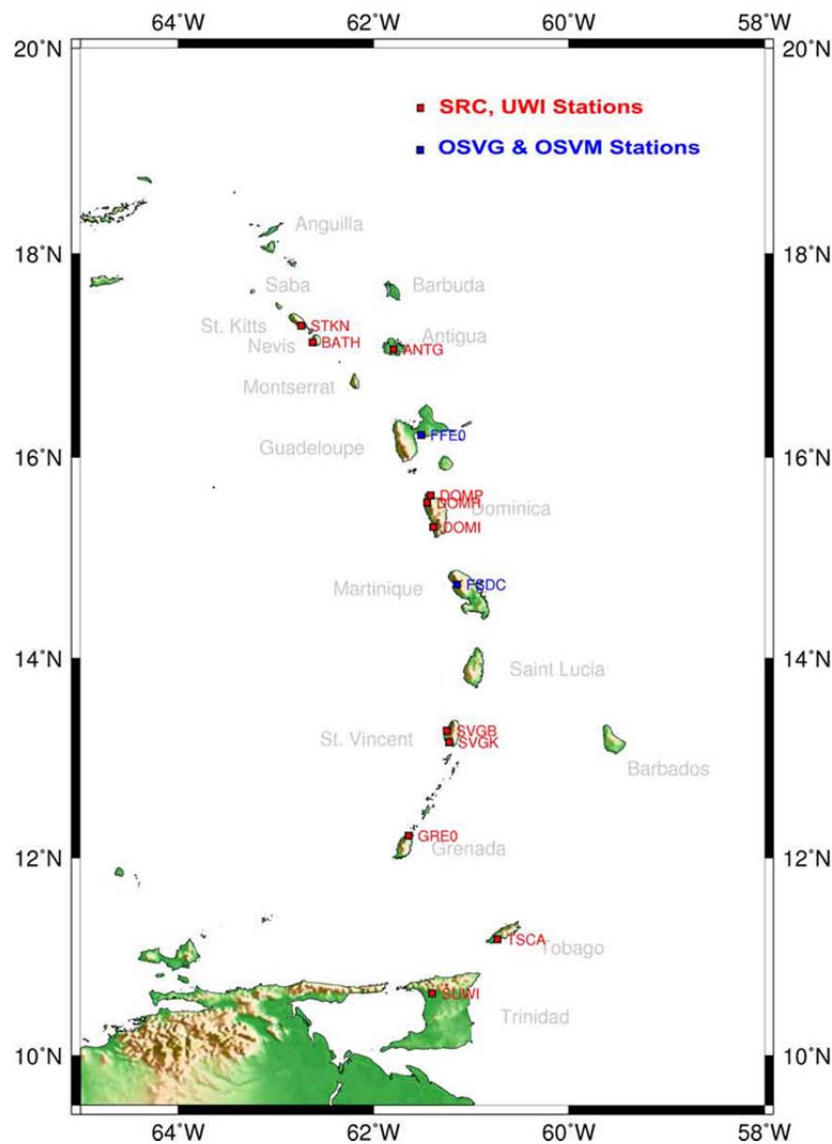 64°W 62°W 60°W 58°W
20°N 20°N
SRC, UWI Stations
OSVG & OSVM Stations
Anguilla
18°N 18°N
Saba Barbuda
St. Kitts STKN
Nevis BATH Antigua
ANTG
Montserrat
FFE0
Guadeloupe
16°N 16°N
DOMP
DOMH Dominica
DOMI
Martinique FSDC
14°N Saint Lucia 14°N
St. Vincent SVGB
SVGK
Barbados
GRE0
12°N Grenada 12°N
TSCA
Tobago
SUWI
Trinidad
10°N 10°N
64°W 62°W 60°W 58°W